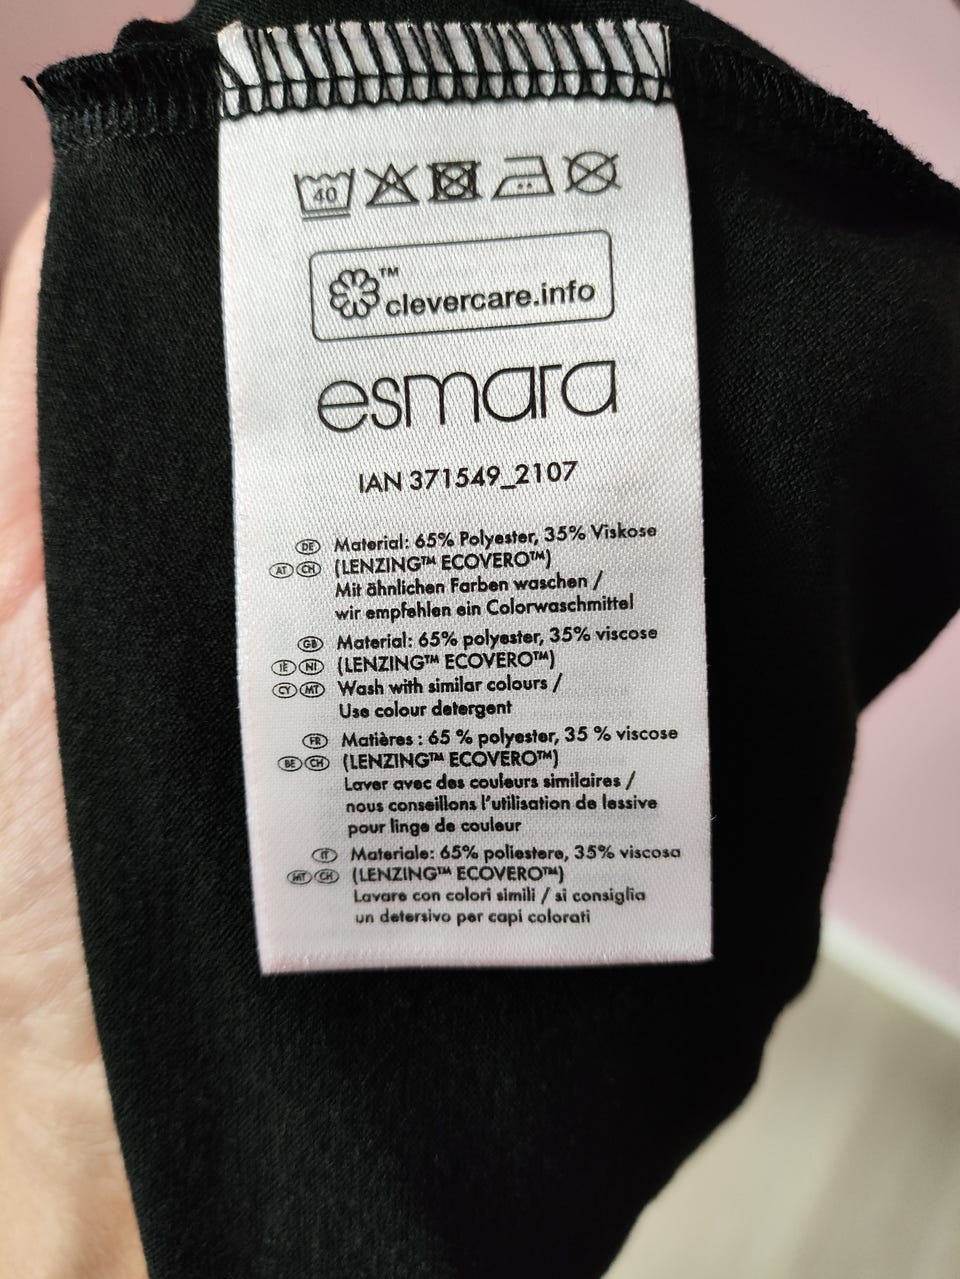 40
™
clevercare.info
esmara
IAN 371549_2107
DE Material: 65% Polyester, 35% Viskose
AT CH (LENZING™ ECOVERO™)
Mit ähnlichen Farben waschen /
wir empfehlen ein Colorwaschmittel
GB Material: 65% polyester, 35% viscose
IE NI (LENZING™ ECOVERO™)
CY MT Wash with similar colours /
Use colour detergent
FR Matières : 65 % polyester, 35 % viscose
BE CH (LENZING™ ECOVERO™)
Laver avec des couleurs similaires /
nous conseillons l'utilisation de lessive
pour linge de couleur
IT Materiale: 65% poliestere, 35% viscosa
MT CH (LENZING™ ECOVERO™)
Lavare con colori simili / si consiglia
un detersivo per capi colorati